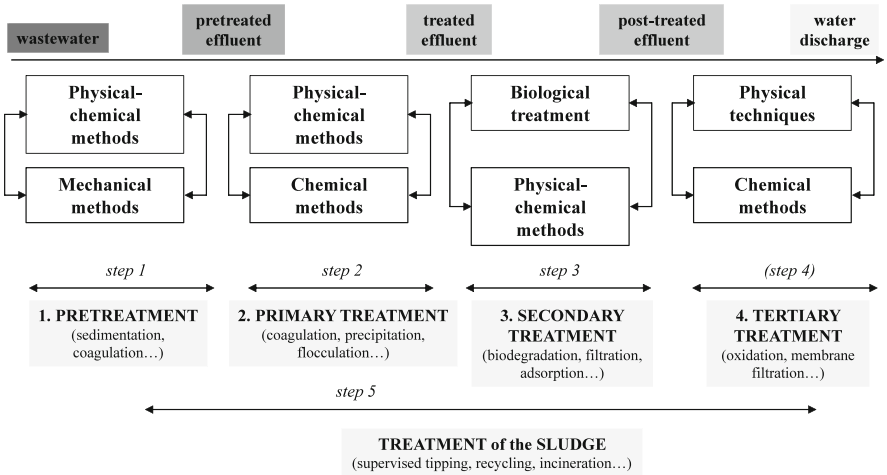 wastewater
pretreated
effluent
treated
effluent
post-treated
effluent
water
discharge
Physical-
chemical
methods
Mechanical
methods
Physical-
chemical
methods
Chemical
methods
Biological
treatment
Physical-
chemical
methods
Physical
techniques
Chemical
methods
step 1
step 2
step 3
(step 4)
1. PRETREATMENT
(sedimentation,
coagulation…)
2. PRIMARY TREATMENT
(coagulation, precipitation,
flocculation…)
3. SECONDARY
TREATMENT
(biodegradation, filtration,
adsorption…)
4. TERTIARY
TREATMENT
(oxidation, membrane
filtration…)
step 5
TREATMENT of the SLUDGE
(supervised tipping, recycling, incineration…)